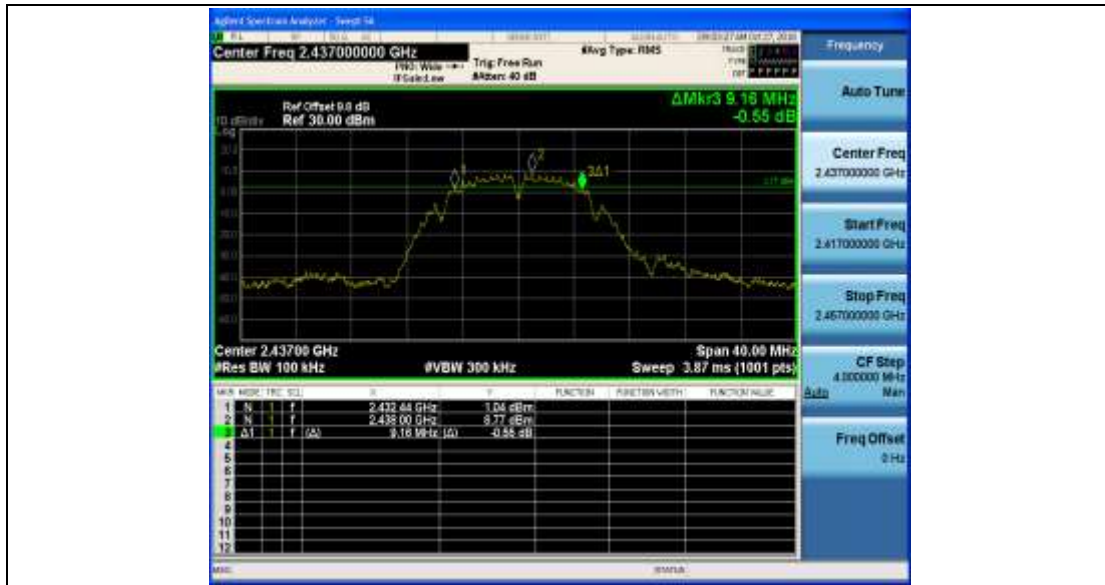 Agilent Spectrum Analyzer - Swept SA
Center Freq 2.437000000 GHz
PNO: Wide
IFGain:Low
Trig: Free Run
#Atten: 40 dB
#Avg Type: RMS
Frequency
Auto Tune
ΔMkr3 9.16 MHz
-0.55 dB
Ref Offset 9.8 dB
Ref 30.00 dBm
10 dB/div
Log
2
1
3Δ1
Center Freq
2.437000000 GHz
Start Freq
2.417000000 GHz
Stop Freq
2.457000000 GHz
CF Step
4.000000 MHz
Auto Man
Freq Offset
0 Hz
Center 2.43700 GHz
Span 40.00 MHz
#Res BW 100 kHz
#VBW 300 kHz
Sweep 3.87 ms (1001 pts)
MKR MODE TRC SCL X Y FUNCTION FUNCTION WIDTH FUNCTION VALUE
1 N 1 f 2.432 44 GHz 1.04 dBm
2 N 1 f 2.438 00 GHz 8.77 dBm
3 Δ1 1 f (Δ) 9.16 MHz (Δ) -0.55 dB
4
5
6
7
8
9
10
11
12
MSG
STATUS